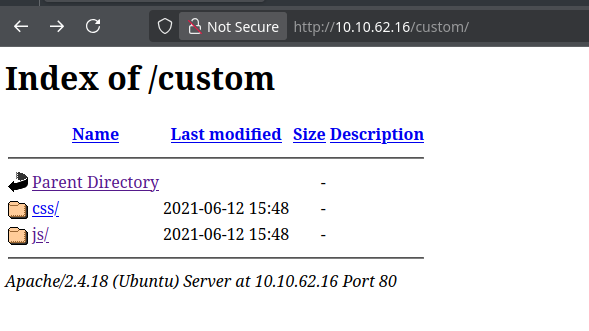 Not Secure http://10.10.62.16/custom/
Index of /custom
Name Last modified Size Description
Parent Directory -
css/ 2021-06-12 15:48 -
js/ 2021-06-12 15:48 -
Apache/2.4.18 (Ubuntu) Server at 10.10.62.16 Port 80